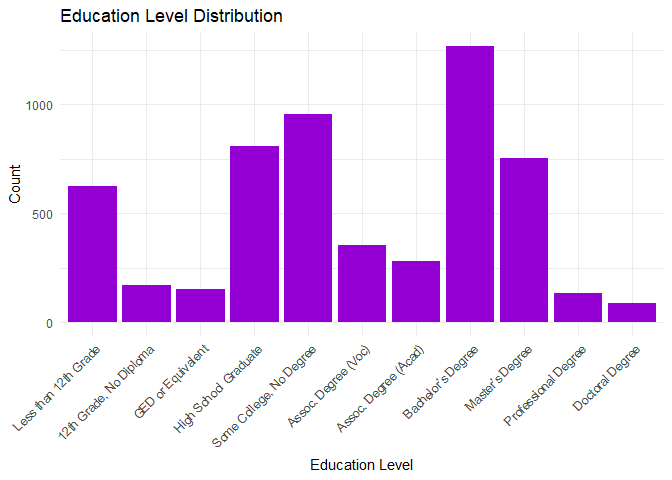 Education Level Distribution
Count
1000
500
0
Less than 12th Grade
12th Grade, No Diploma
GED or Equivalent
High School Graduate
Some College, No Degree
Assoc. Degree (Voc)
Assoc. Degree (Acad)
Bachelor's Degree
Master's Degree
Professional Degree
Doctoral Degree
Education Level